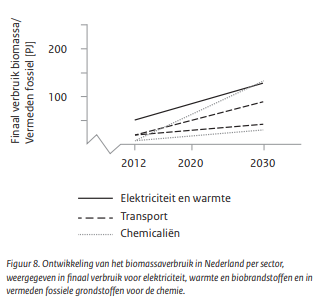 Finaal verbruik biomassa/
Vermeden fossiel [PJ]
200
100
2012 2020 2030
Elektriciteit en warmte
Transport
Chemicaliën
Figuur 8. Ontwikkeling van het biomassaverbruik in Nederland per sector,
weergegeven in finaal verbruik voor elektriciteit, warmte en biobrandstoffen en in
vermeden fossiele grondstoffen voor de chemie.